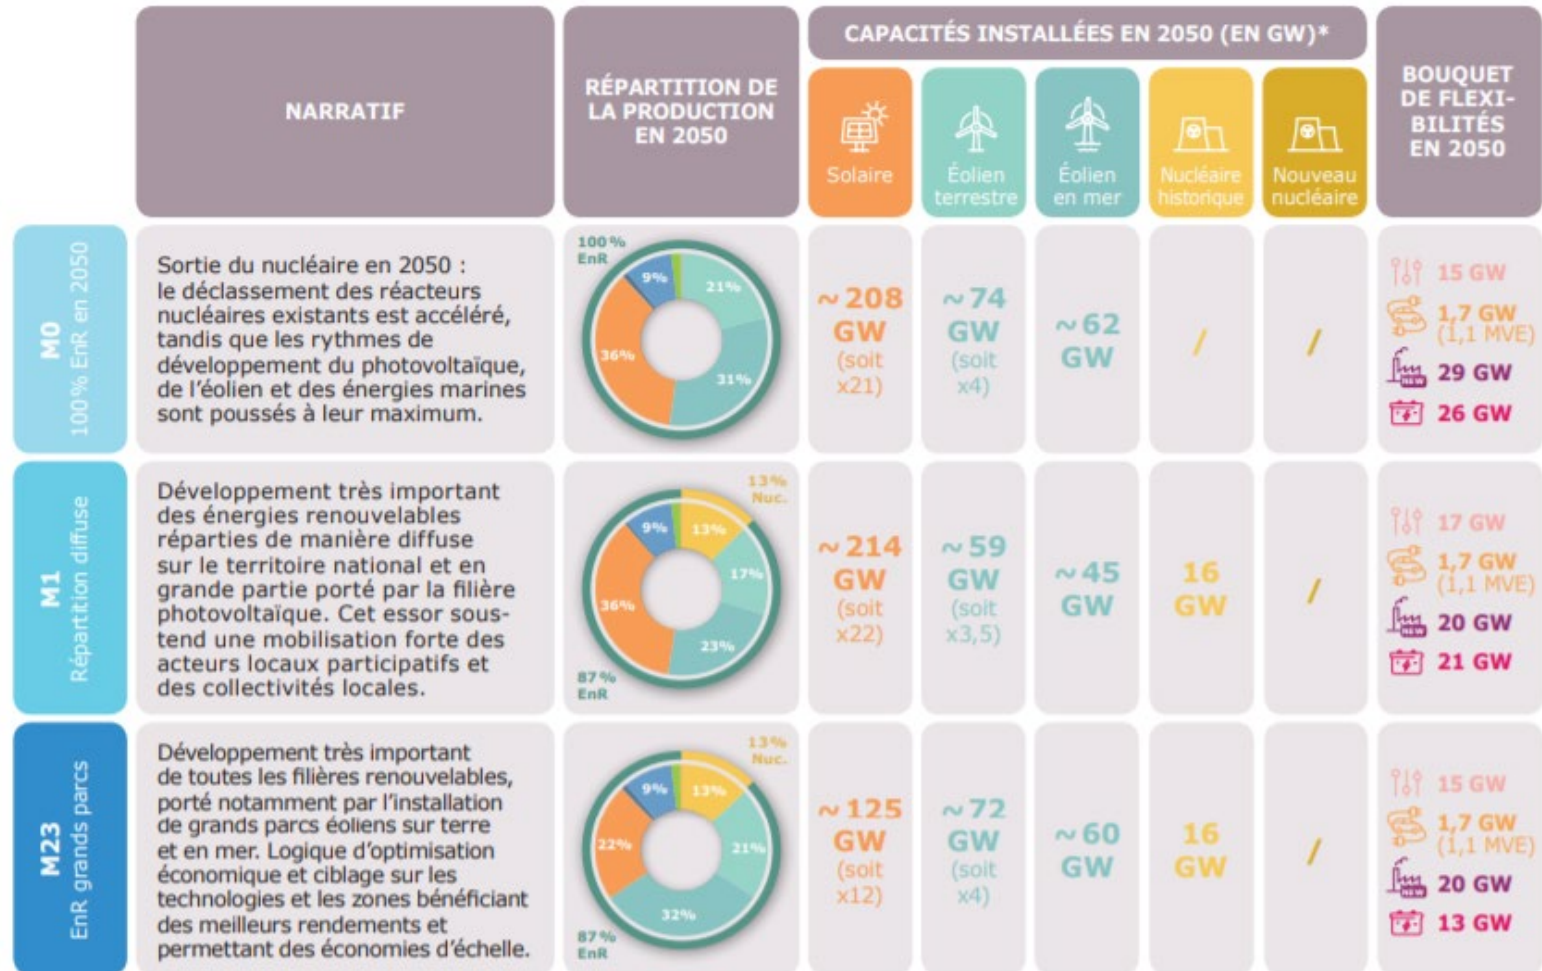 NARRATIF
RÉPARTITION DE
LA PRODUCTION
EN 2050
CAPACITÉS INSTALLÉES EN 2050 (EN GW)*
Solaire
Éolien
terrestre
Éolien
en mer
Nucléaire
historique
Nouveau
nucléaire
BOUQUET
DE FLEXI-
BILITÉS
EN 2050
M0
100% EnR en 2050
Sortie du nucléaire en 2050 :
le déclassement des réacteurs
nucléaires existants est accéléré,
tandis que les rythmes de
développement du photovoltaïque,
de l'éolien et des énergies marines
sont poussés à leur maximum.
100 %
EnR
9%
21%
36%
31%
~ 208
GW
(soit
x21)
~ 74
GW
(soit
x4)
~ 62
GW
/
/
15 GW
1,7 GW
(1,1 MVE)
NEW
29 GW
26 GW
M1
Répartition diffuse
Développement très important
des énergies renouvelables
réparties de manière diffuse
sur le territoire national et en
grande partie porté par la filière
photovoltaïque. Cet essor sous-
tend une mobilisation forte des
acteurs locaux participatifs et
des collectivités locales.
13%
Nuc.
9%
13%
17%
36%
23%
87%
EnR
~ 214
GW
(soit
x22)
~ 59
GW
(soit
x3,5)
~ 45
GW
16
GW
/
17 GW
1,7 GW
(1,1 MVE)
NEW
20 GW
21 GW
M23
EnR grands parcs
Développement très important
de toutes les filières renouvelables,
porté notamment par l'installation
de grands parcs éoliens sur terre
et en mer. Logique d'optimisation
économique et ciblage sur les
technologies et les zones bénéficiant
des meilleurs rendements et
permettant des économies d'échelle.
13%
Nuc.
9%
13%
22%
21%
32%
87%
EnR
~ 125
GW
(soit
x12)
~ 72
GW
(soit
x4)
~ 60
GW
16
GW
/
15 GW
1,7 GW
(1,1 MVE)
NEW
20 GW
13 GW